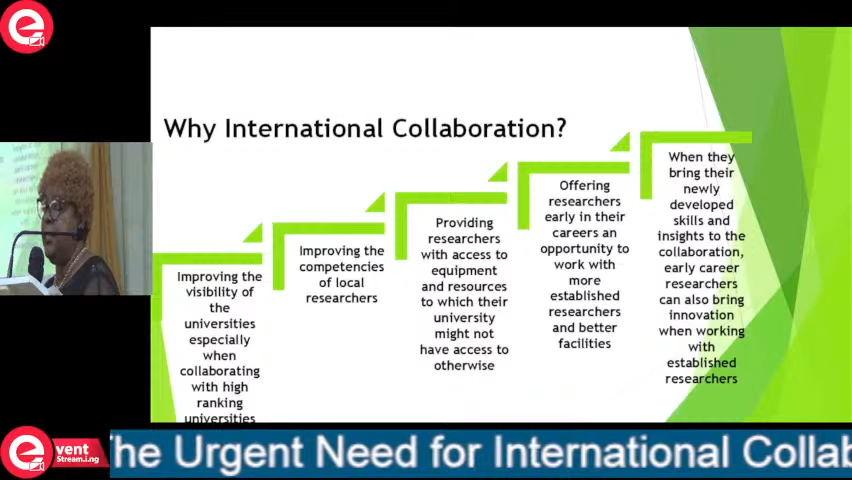 e
Why International Collaboration?
Improving the
visibility of
the
universities
especially
when
collaborating
with high
ranking
universities
Improving the
competencies
of local
researchers
Providing
researchers
with access to
equipment
and resources
to which their
university
might not
have access to
otherwise
Offering
researchers
early in their
careers an
opportunity to
work with
more
established
researchers
and better
facilities
When they
bring their
newly
developed
skills and
insights to the
collaboration,
early career
researchers
can also bring
innovation
when working
with
established
researchers
e
vent
Stream.i.ng
The Urgent Need for International Collab